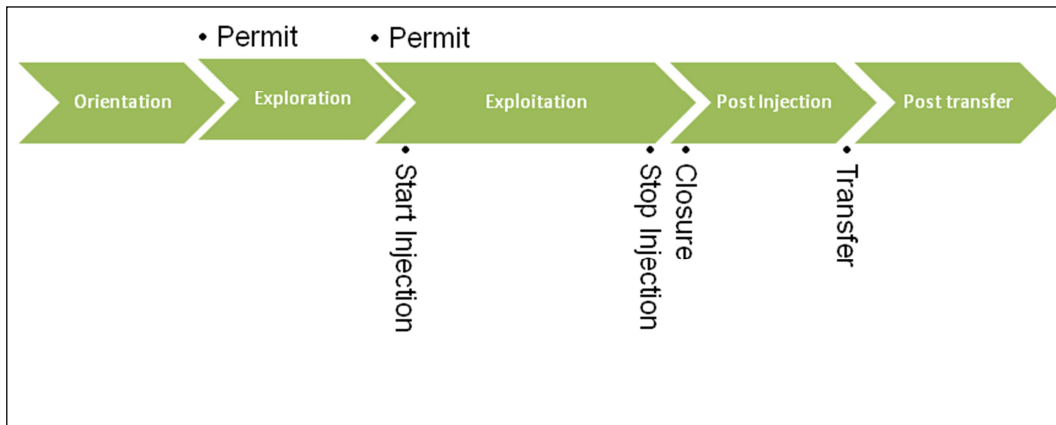 • Permit
• Permit
Orientation
Exploration
Exploitation
Post Injection
Post transfer
• Start Injection
• Stop Injection
• Closure
• Transfer